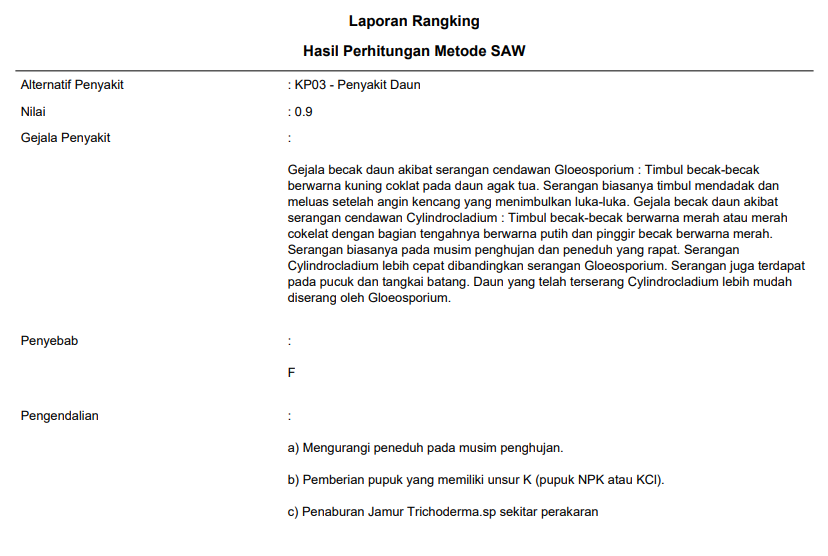 Laporan Rangking
Hasil Perhitungan Metode SAW
Alternatif Penyakit : KP03 - Penyakit Daun
Nilai : 0.9
Gejala Penyakit :
Gejala becak daun akibat serangan cendawan Gloeosporium : Timbul becak-becak
berwarna kuning coklat pada daun agak tua. Serangan biasanya timbul mendadak dan
meluas setelah angin kencang yang menimbulkan luka-luka. Gejala becak daun akibat
serangan cendawan Cylindrocladium : Timbul becak-becak berwarna merah atau merah
cokelat dengan bagian tengahnya berwarna putih dan pinggir becak berwarna merah.
Serangan biasanya pada musim penghujan dan peneduh yang rapat. Serangan
Cylindrocladium lebih cepat dibandingkan serangan Gloeosporium. Serangan juga terdapat
pada pucuk dan tangkai batang. Daun yang telah terserang Cylindrocladium lebih mudah
diserang oleh Gloeosporium.
Penyebab :
F
Pengendalian :
a) Mengurangi peneduh pada musim penghujan.
b) Pemberian pupuk yang memiliki unsur K (pupuk NPK atau KCl).
c) Penaburan Jamur Trichoderma.sp sekitar perakaran